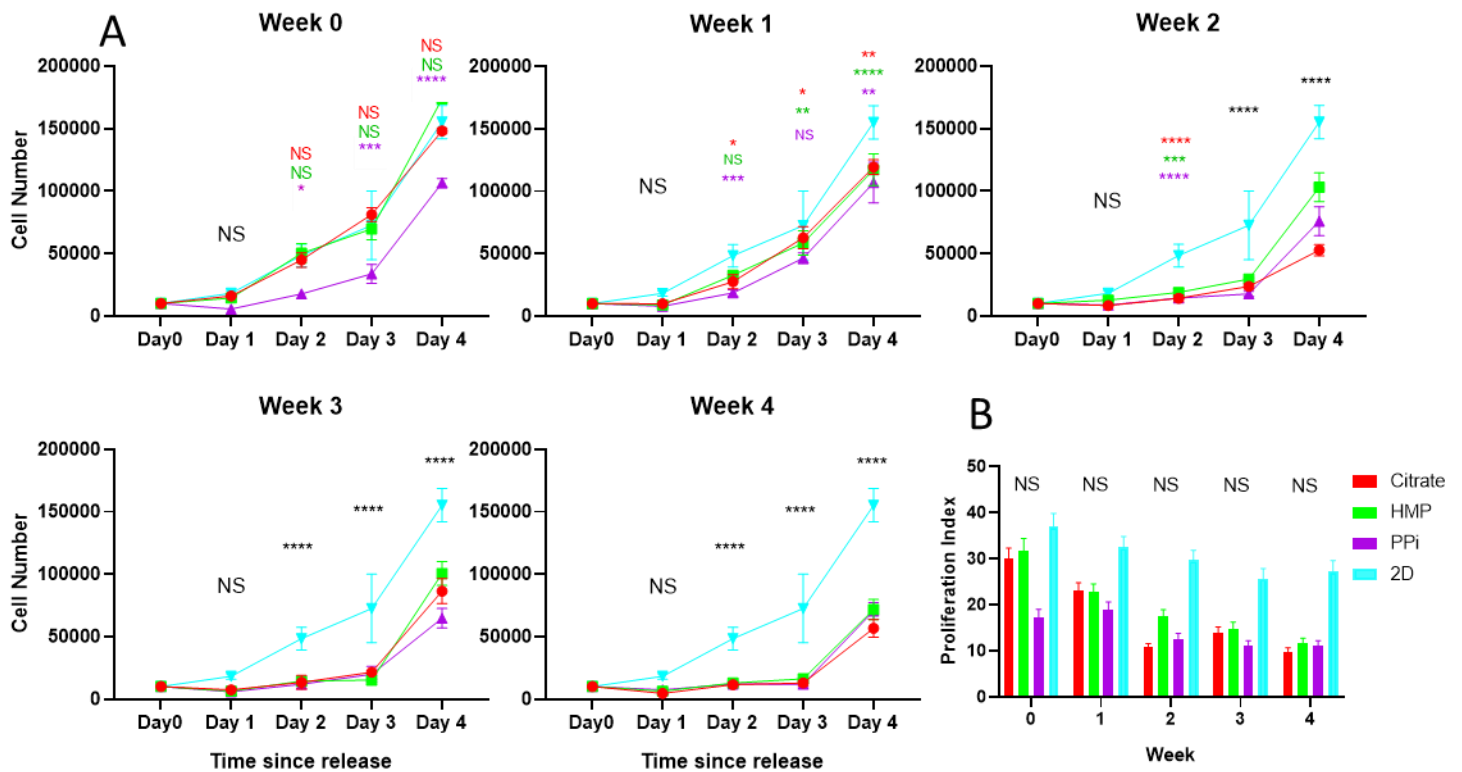 A
Week 0
Cell Number
200000
150000
100000
50000
0
NS
NS
NS
*
NS
NS
***
NS
NS
****
Day0 Day 1 Day 2 Day 3 Day 4
Week 1
200000
150000
100000
50000
0
NS
*
NS
***
*
**
NS
**
****
**
Day0 Day 1 Day 2 Day 3 Day 4
Week 2
200000
150000
100000
50000
0
NS
****
***
****
****
****
Day0 Day 1 Day 2 Day 3 Day 4
Week 3
Cell Number
200000
150000
100000
50000
0
NS
****
****
****
Day0 Day 1 Day 2 Day 3 Day 4
Time since release
Week 4
200000
150000
100000
50000
0
NS
****
****
****
Day0 Day 1 Day 2 Day 3 Day 4
Time since release
B
Proliferation Index
50
40
30
20
10
0
NS NS NS NS NS
0 1 2 3 4
Week
Citrate
HMP
PPi
2D